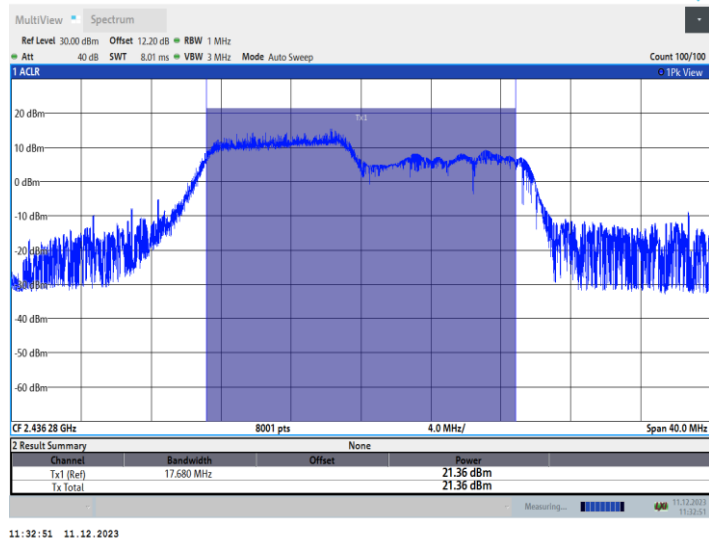 MultiView Spectrum
Ref Level 30.00 dBm Offset 12.20 dB RBW 1 MHz
Att 40 dB SWT 8.01 ms VBW 3 MHz Mode Auto Sweep Count 100/100
1 ACLR 1Pk View
Tx1
20 dBm
10 dBm
0 dBm
-10 dBm
-20 dBm
-30 dBm
-40 dBm
-50 dBm
-60 dBm
CF 2.436 28 GHz 8001 pts 4.0 MHz/ Span 40.0 MHz
2 Result Summary None
Channel Bandwidth Offset Power
Tx1 (Ref) 17.680 MHz 21.36 dBm
Tx Total 21.36 dBm
Measuring... 11.12.2023
11:32:51
11:32:51 11.12.2023